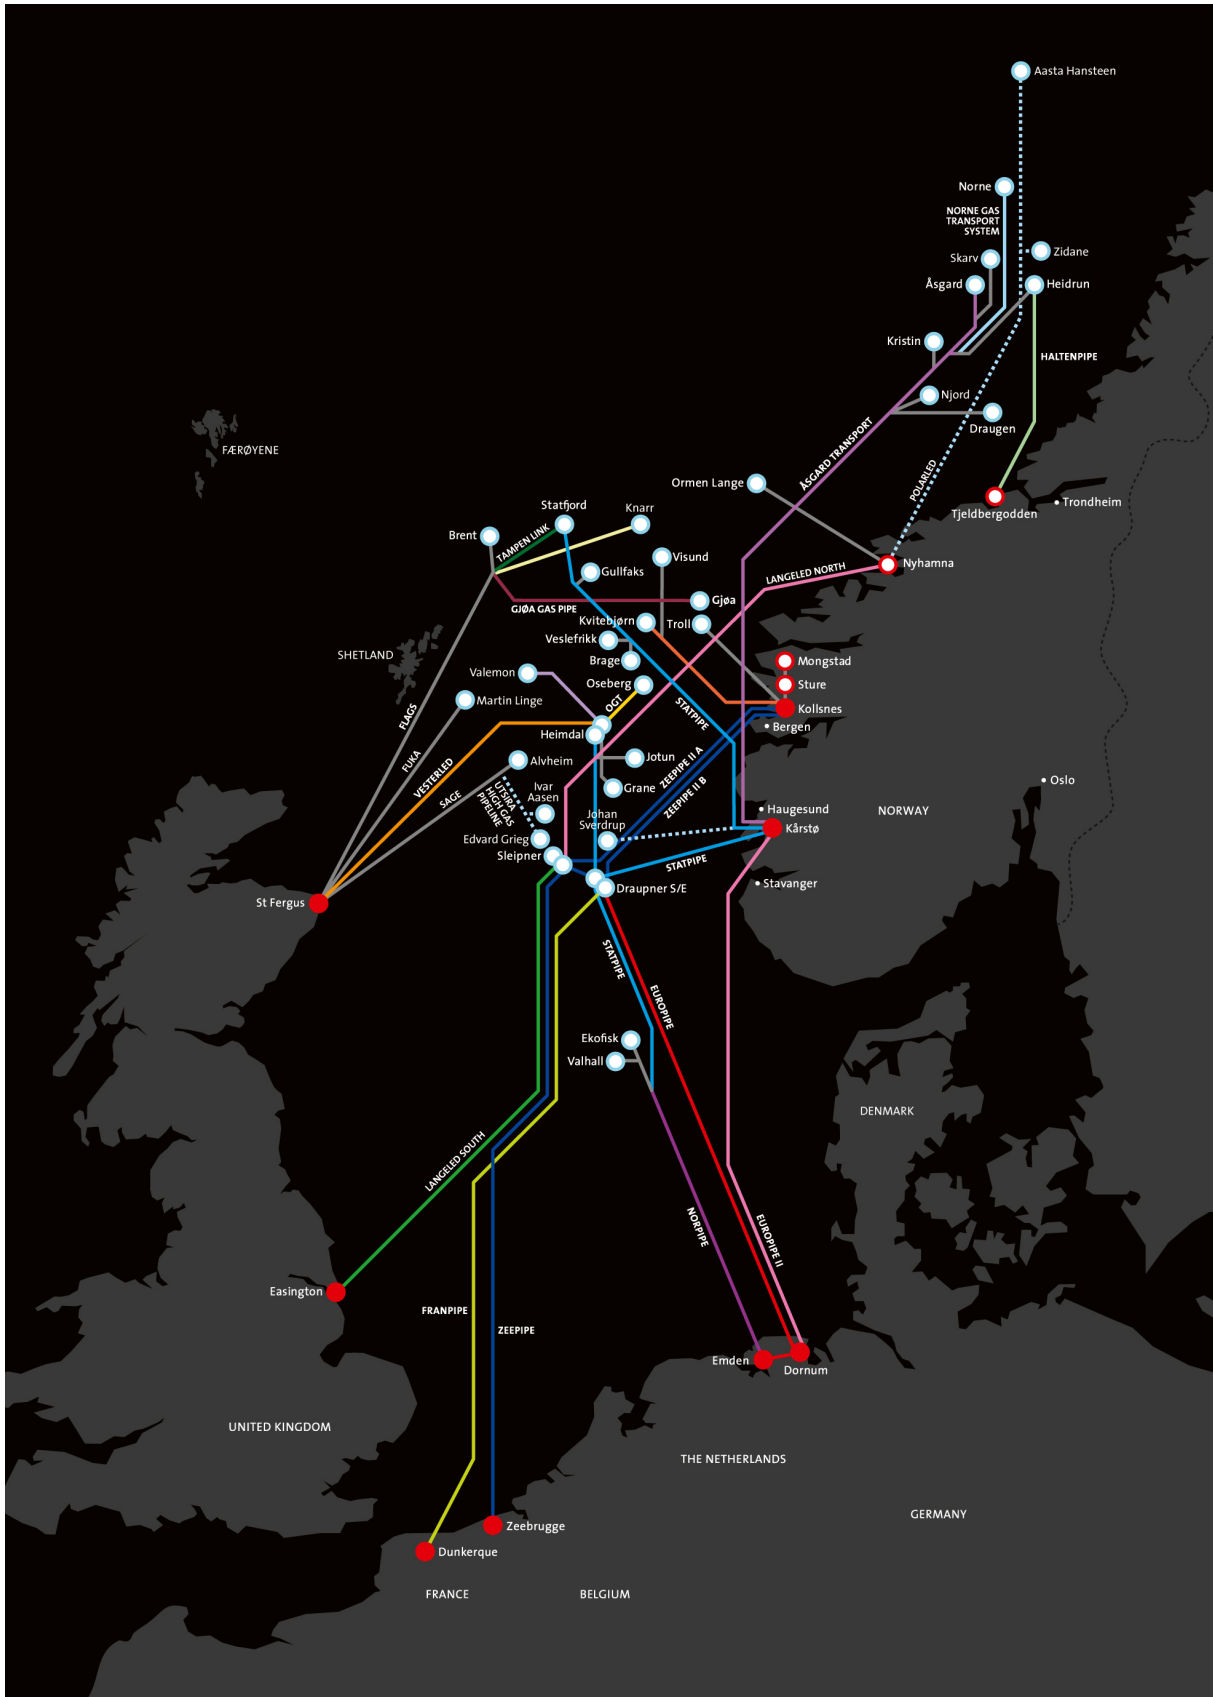 Aasta Hansteen
Norne
NORNE GAS
TRANSPORT
SYSTEM
Skarv
Zidane
Åsgard
Heidrun
Kristin
HALTENPIPE
Njord
Draugen
ÅSGARD TRANSPORT
FÆRØYENE
POLARLED
Ormen Lange
Trondheim
Tjeldbergodden
Statfjord
Knarr
Brent
TAMPEN LINK
Visund
Nyhamna
LANGELED NORTH
Gullfaks
Gjøa
GJØA GAS PIPE
Kvitebjørn
Troll
Veslefrikk
SHETLAND
Brage
Mongstad
Valemon
Oseberg
Sture
Martin Linge
OGT
STATPIPE
Kollsnes
FLAGS
Bergen
Heimdal
FUKA
VESTERLED
Alvheim
Jotun
ZEEPIPE II A
SAGE
UTSIRA
HIGH GAS
PIPELINE
Ivar
Aasen
Grane
ZEEPIPE II B
Oslo
Johan
Sverdrup
Haugesund
NORWAY
Kårstø
Edvard Grieg
Sleipner
STATPIPE
Stavanger
Draupner S/E
St Fergus
STATPIPE
EUROPIPE
Ekofisk
Valhall
DENMARK
LANGELED SOUTH
NORPIPE
EUROPIPE II
Easington
FRANPIPE
ZEEPIPE
Emden
Dornum
UNITED KINGDOM
THE NETHERLANDS
GERMANY
Zeebrugge
Dunkerque
FRANCE
BELGIUM